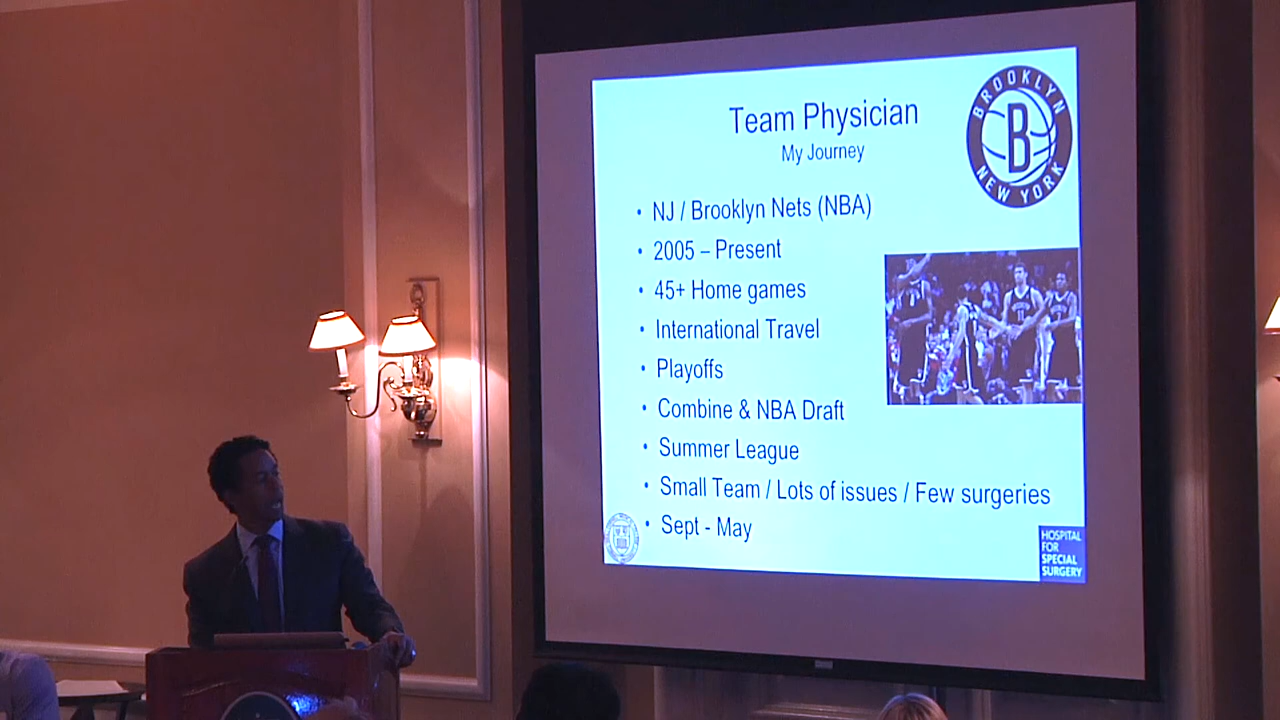 Team Physician
My Journey
BROOKLYN
B
NEW YORK
• NJ / Brooklyn Nets (NBA)
• 2005 – Present
• 45+ Home games
• International Travel
• Playoffs
• Combine & NBA Draft
• Summer League
• Small Team / Lots of issues / Few surgeries
• Sept - May
HOSPITAL
FOR
SPECIAL
SURGERY